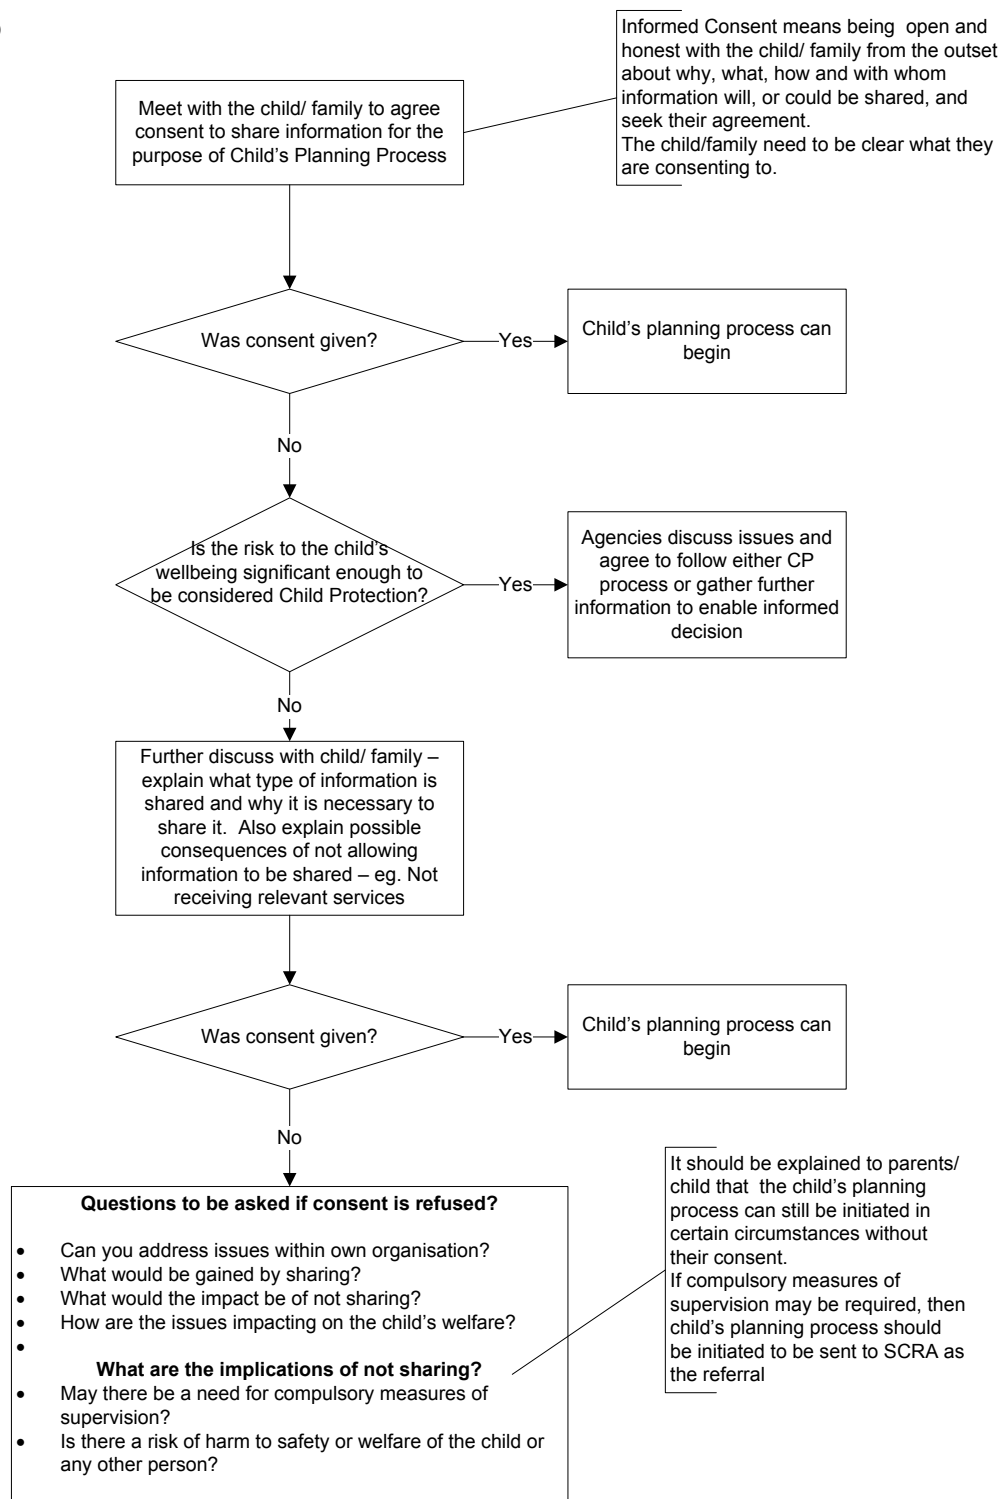 )
Informed Consent means being open and
honest with the child/ family from the outset
about why, what, how and with whom
information will, or could be shared, and
seek their agreement.
The child/family need to be clear what they
are consenting to.
Meet with the child/ family to agree
consent to share information for the
purpose of Child’s Planning Process
Was consent given?
Yes
Child’s planning process can
begin
No
Is the risk to the child’s
wellbeing significant enough to
be considered Child Protection?
Yes
Agencies discuss issues and
agree to follow either CP
process or gather further
information to enable informed
decision
No
Further discuss with child/ family –
explain what type of information is
shared and why it is necessary to
share it. Also explain possible
consequences of not allowing
information to be shared – eg. Not
receiving relevant services
Was consent given?
Yes
Child’s planning process can
begin
No
Questions to be asked if consent is refused?
• Can you address issues within own organisation?
• What would be gained by sharing?
• What would the impact be of not sharing?
• How are the issues impacting on the child’s welfare?
•
What are the implications of not sharing?
• May there be a need for compulsory measures of
supervision?
• Is there a risk of harm to safety or welfare of the child or
any other person?
It should be explained to parents/
child that the child’s planning
process can still be initiated in
certain circumstances without
their consent.
If compulsory measures of
supervision may be required, then
child’s planning process should
be initiated to be sent to SCRA as
the referral